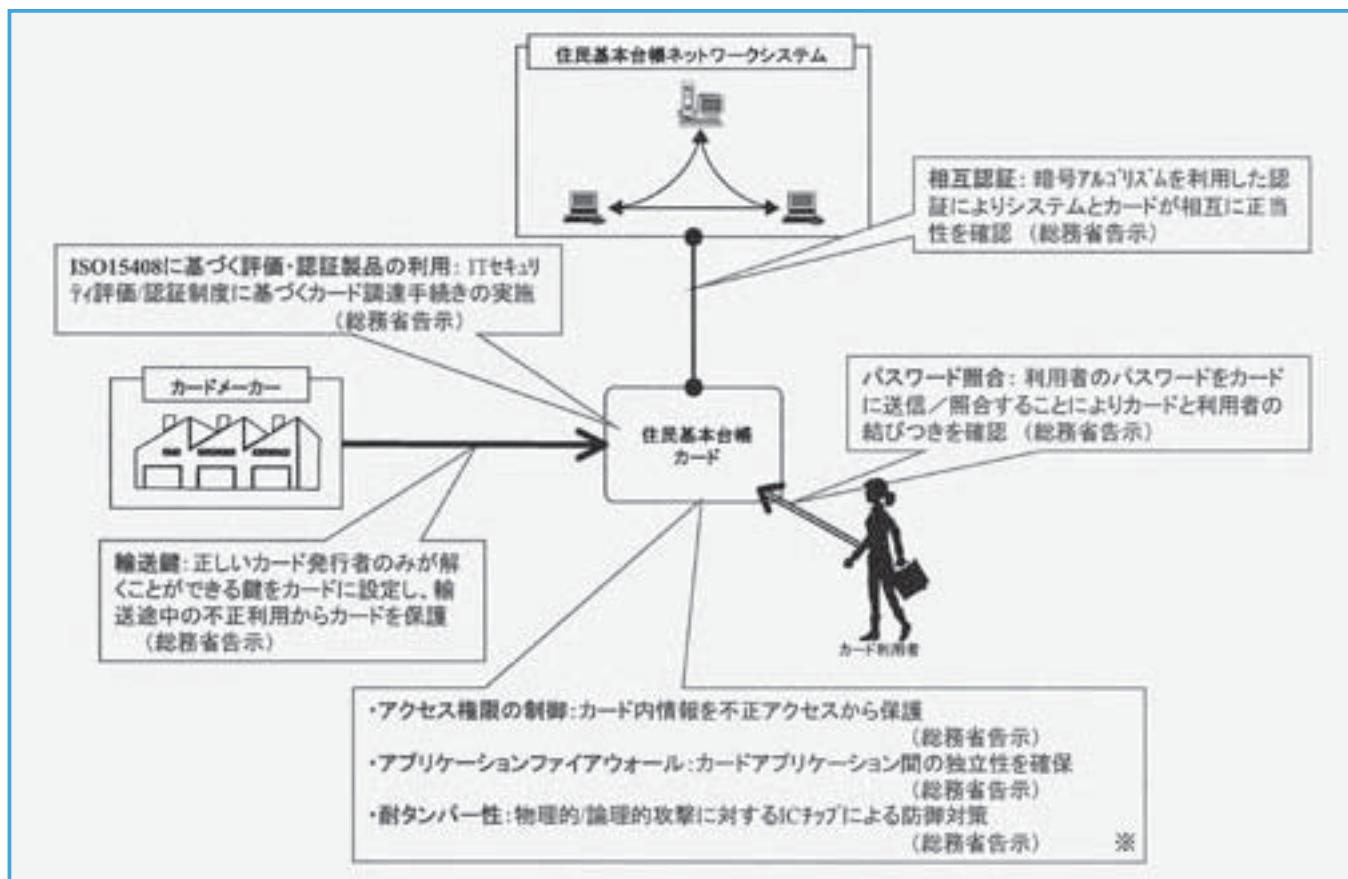 住民基本台帳ネットワークシステム
相互認証：暗号ｱﾙｺﾞﾘｽﾞﾑを利用した認
証によりシステムとカードが相互に正当
性を確認　（総務省告示）
ISO15408に基づく評価・認証製品の利用：ITｾｷｭﾘ
ﾃｨ評価/認証制度に基づくカード調達手続きの実施
（総務省告示）
カードメーカー
住民基本台帳
カード
パスワード照合：利用者のパスワードをカード
に送信／照合することによりカードと利用者の
結びつきを確認　（総務省告示）
輸送鍵：正しいカード発行者のみが解
くことができる鍵をカードに設定し、輸
送途中の不正利用からカードを保護
（総務省告示）
カード利用者
・アクセス権限の制御：カード内情報を不正アクセスから保護
（総務省告示）
・アプリケーションファイアウォール：カードアプリケーション間の独立性を確保
（総務省告示）
・耐タンパー性：物理的/論理的攻撃に対するICﾁｯﾌﾟによる防御対策
（総務省告示）　※